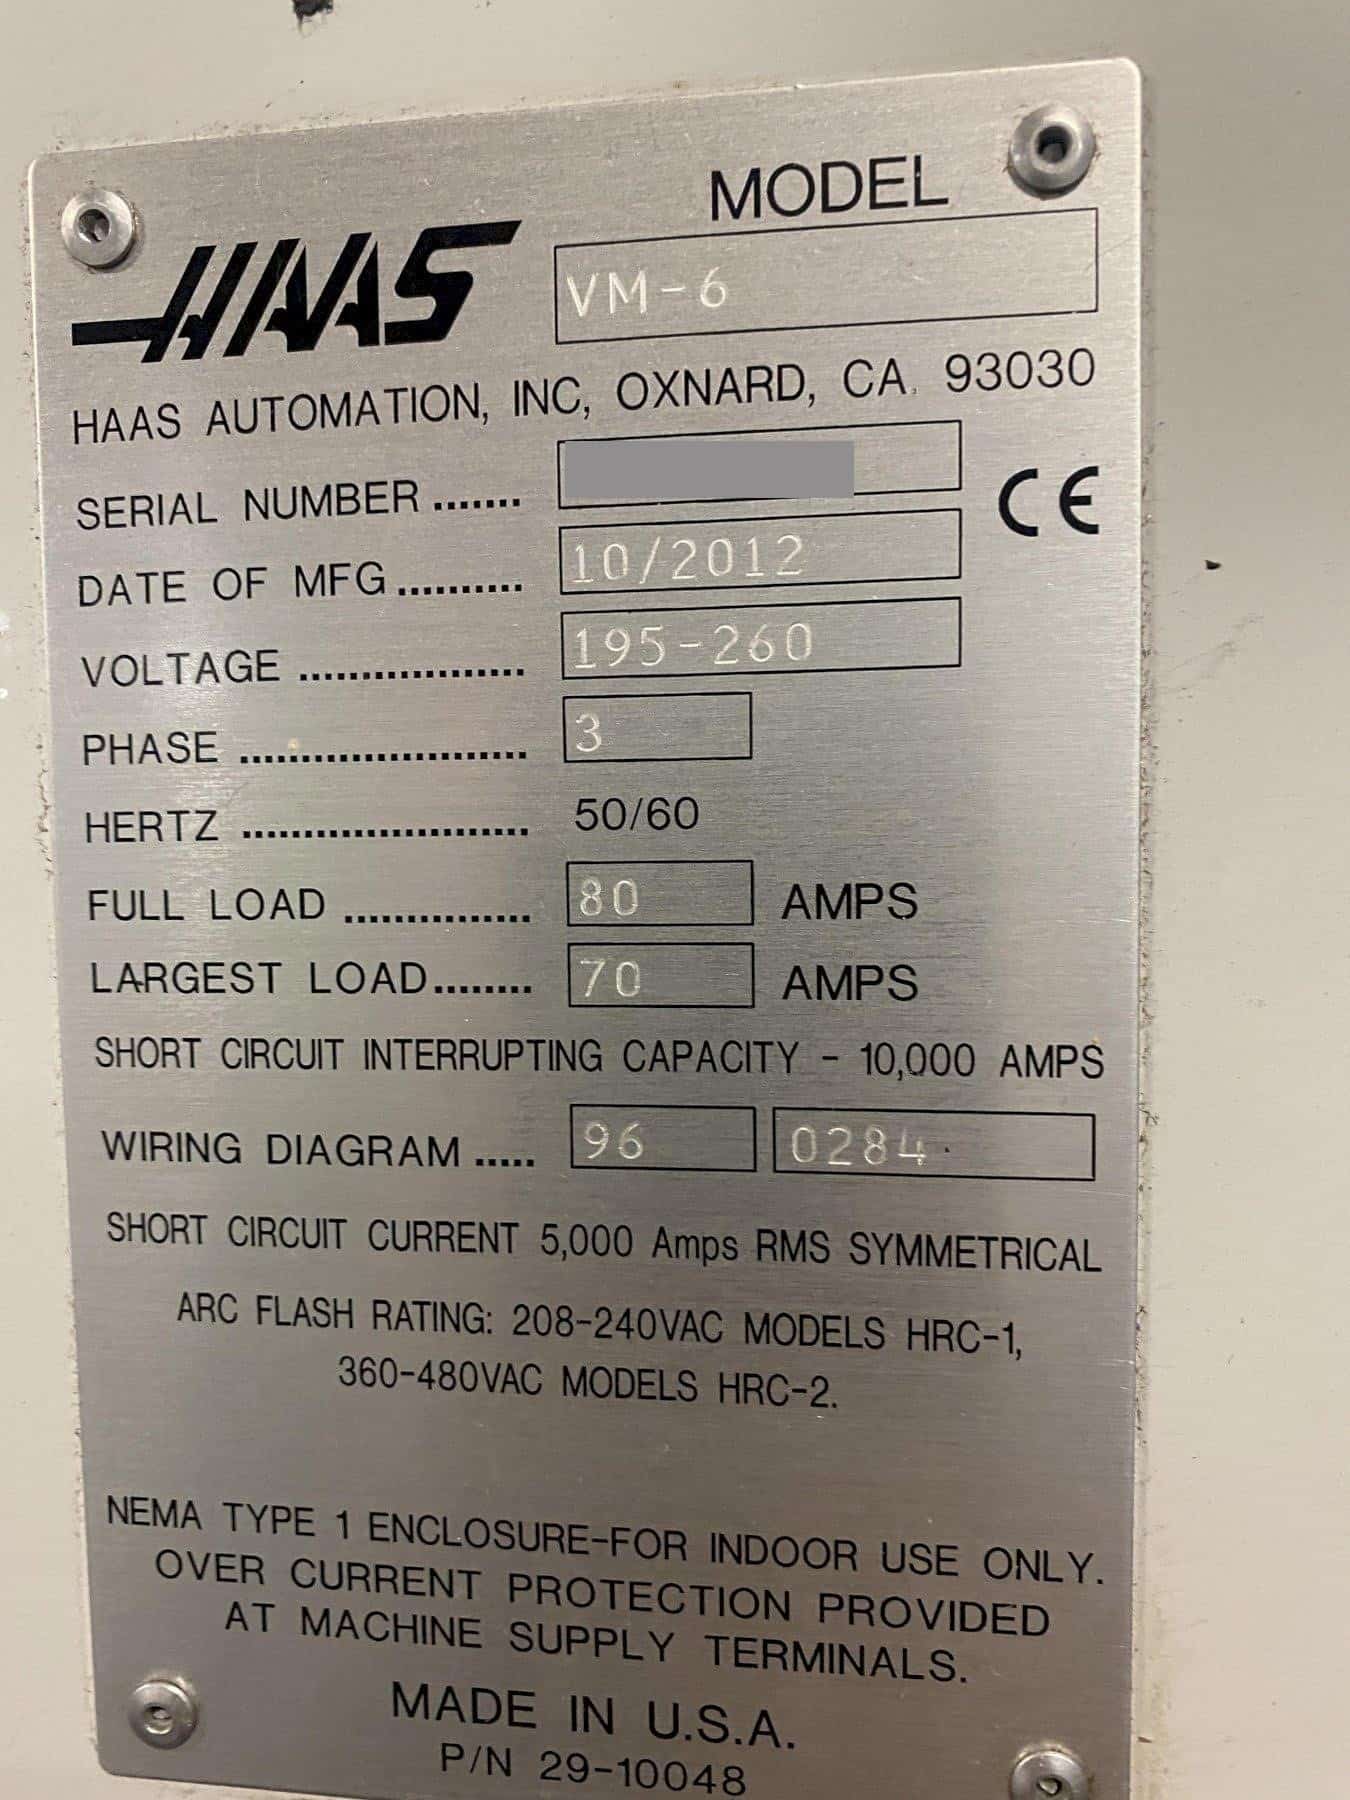 MODEL
HAAS VM-6
HAAS AUTOMATION, INC, OXNARD, CA. 93030
SERIAL NUMBER .......
CE
DATE OF MFG .......... 10/2012
VOLTAGE .................. 195-260
PHASE ....................... 3
HERTZ ....................... 50/60
FULL LOAD ............... 80 AMPS
LARGEST LOAD ........ 70 AMPS
SHORT CIRCUIT INTERRUPTING CAPACITY - 10,000 AMPS
WIRING DIAGRAM ..... 96 0284
SHORT CIRCUIT CURRENT 5,000 Amps RMS SYMMETRICAL
ARC FLASH RATING: 208-240VAC MODELS HRC-1,
360-480VAC MODELS HRC-2.
NEMA TYPE 1 ENCLOSURE-FOR INDOOR USE ONLY.
OVER CURRENT PROTECTION PROVIDED
AT MACHINE SUPPLY TERMINALS.
MADE IN U.S.A.
P/N 29-10048